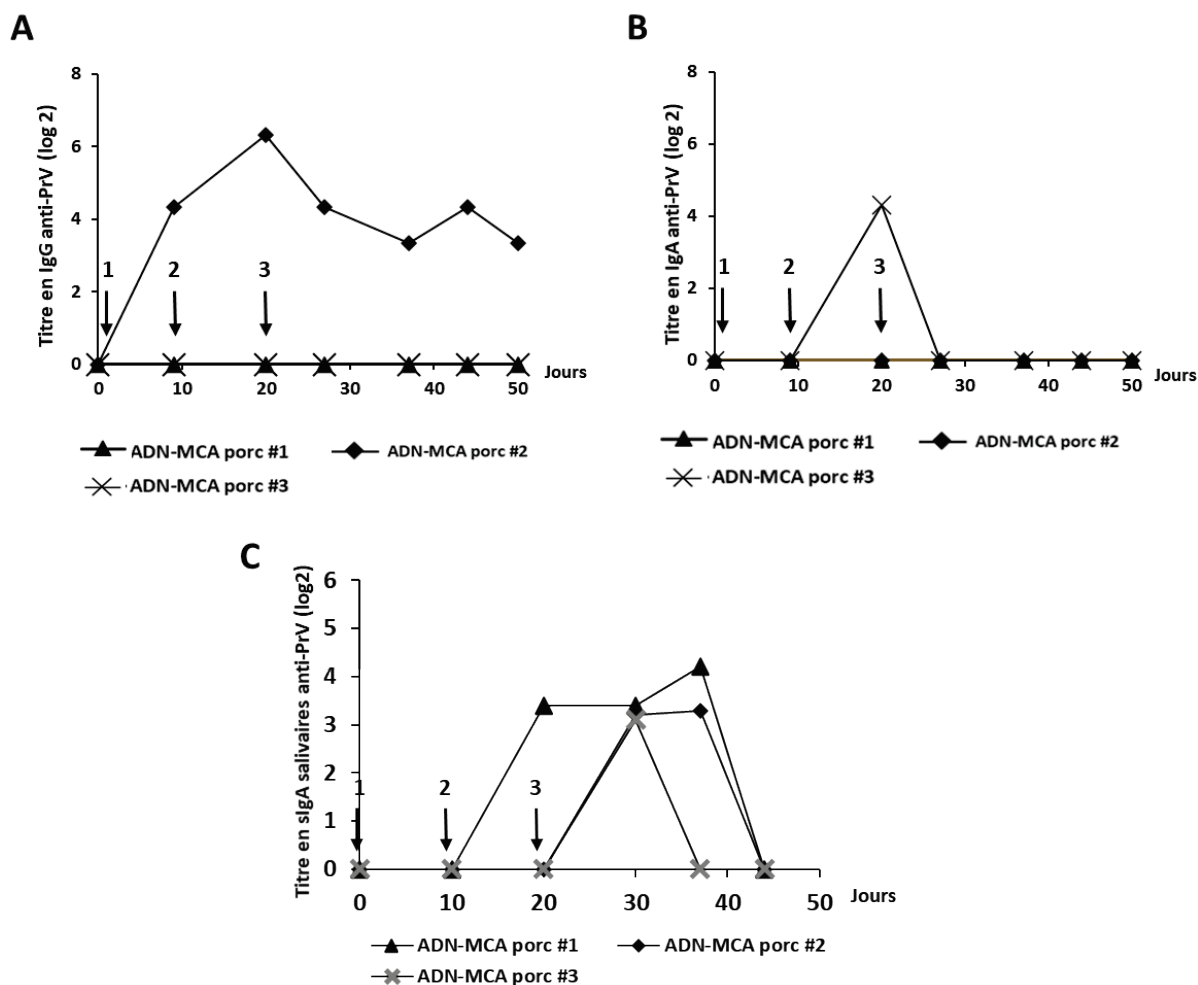 A
Titre en IgG anti-PrV (log 2)
8
6
4
2
0
1
2
3
0
10
20
30
40
50
Jours
ADN-MCA porc #1
ADN-MCA porc #2
ADN-MCA porc #3
B
Titre en IgA anti-PrV (log 2)
8
6
4
2
0
1
2
3
0
10
20
30
40
50
Jours
ADN-MCA porc #1
ADN-MCA porc #2
ADN-MCA porc #3
C
Titre en sIgA salivaires anti-PrV (log2)
6
5
4
3
2
1
0
1
2
3
0
10
20
30
40
50
Jours
ADN-MCA porc #1
ADN-MCA porc #2
ADN-MCA porc #3